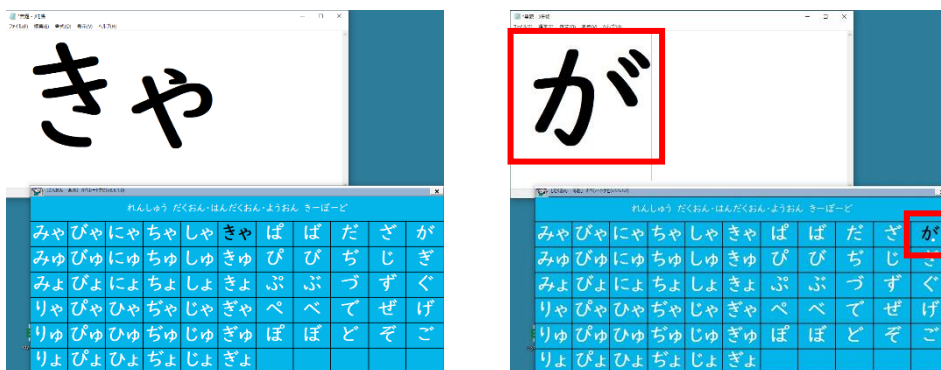 きゃ
れんしゅう だくおん・はんだくおん・ようおん きーぼーど
みゃ びゃ にゃ ちゃ しゃ きゃ ぱ ば だ ざ が
みゅ びゅ にゅ ちゅ しゅ きゅ ぴ び ぢ じ ぎ
みょ びょ にょ ちょ しょ きょ ぷ ぶ づ ず ぐ
りゃ ぴゃ ひゃ ぢゃ じゃ ぎゃ ぺ べ で ぜ げ
りゅ ぴゅ ひゅ ぢゅ じゅ ぎゅ ぽ ぼ ど ぞ ご
りょ ぴょ ひょ ぢょ じょ ぎょ
が
れんしゅう だくおん・はんだくおん・ようおん きーぼーど
みゃ びゃ にゃ ちゃ しゃ きゃ ぱ ば だ ざ が
みゅ びゅ にゅ ちゅ しゅ きゅ ぴ び ぢ じ ぎ
みょ びょ にょ ちょ しょ きょ ぷ ぶ づ ず ぐ
りゃ ぴゃ ひゃ ぢゃ じゃ ぎゃ ぺ べ で ぜ げ
りゅ ぴゅ ひゅ ぢゅ じゅ ぎゅ ぽ ぼ ど ぞ ご
りょ ぴょ ひょ ぢょ じょ ぎょ